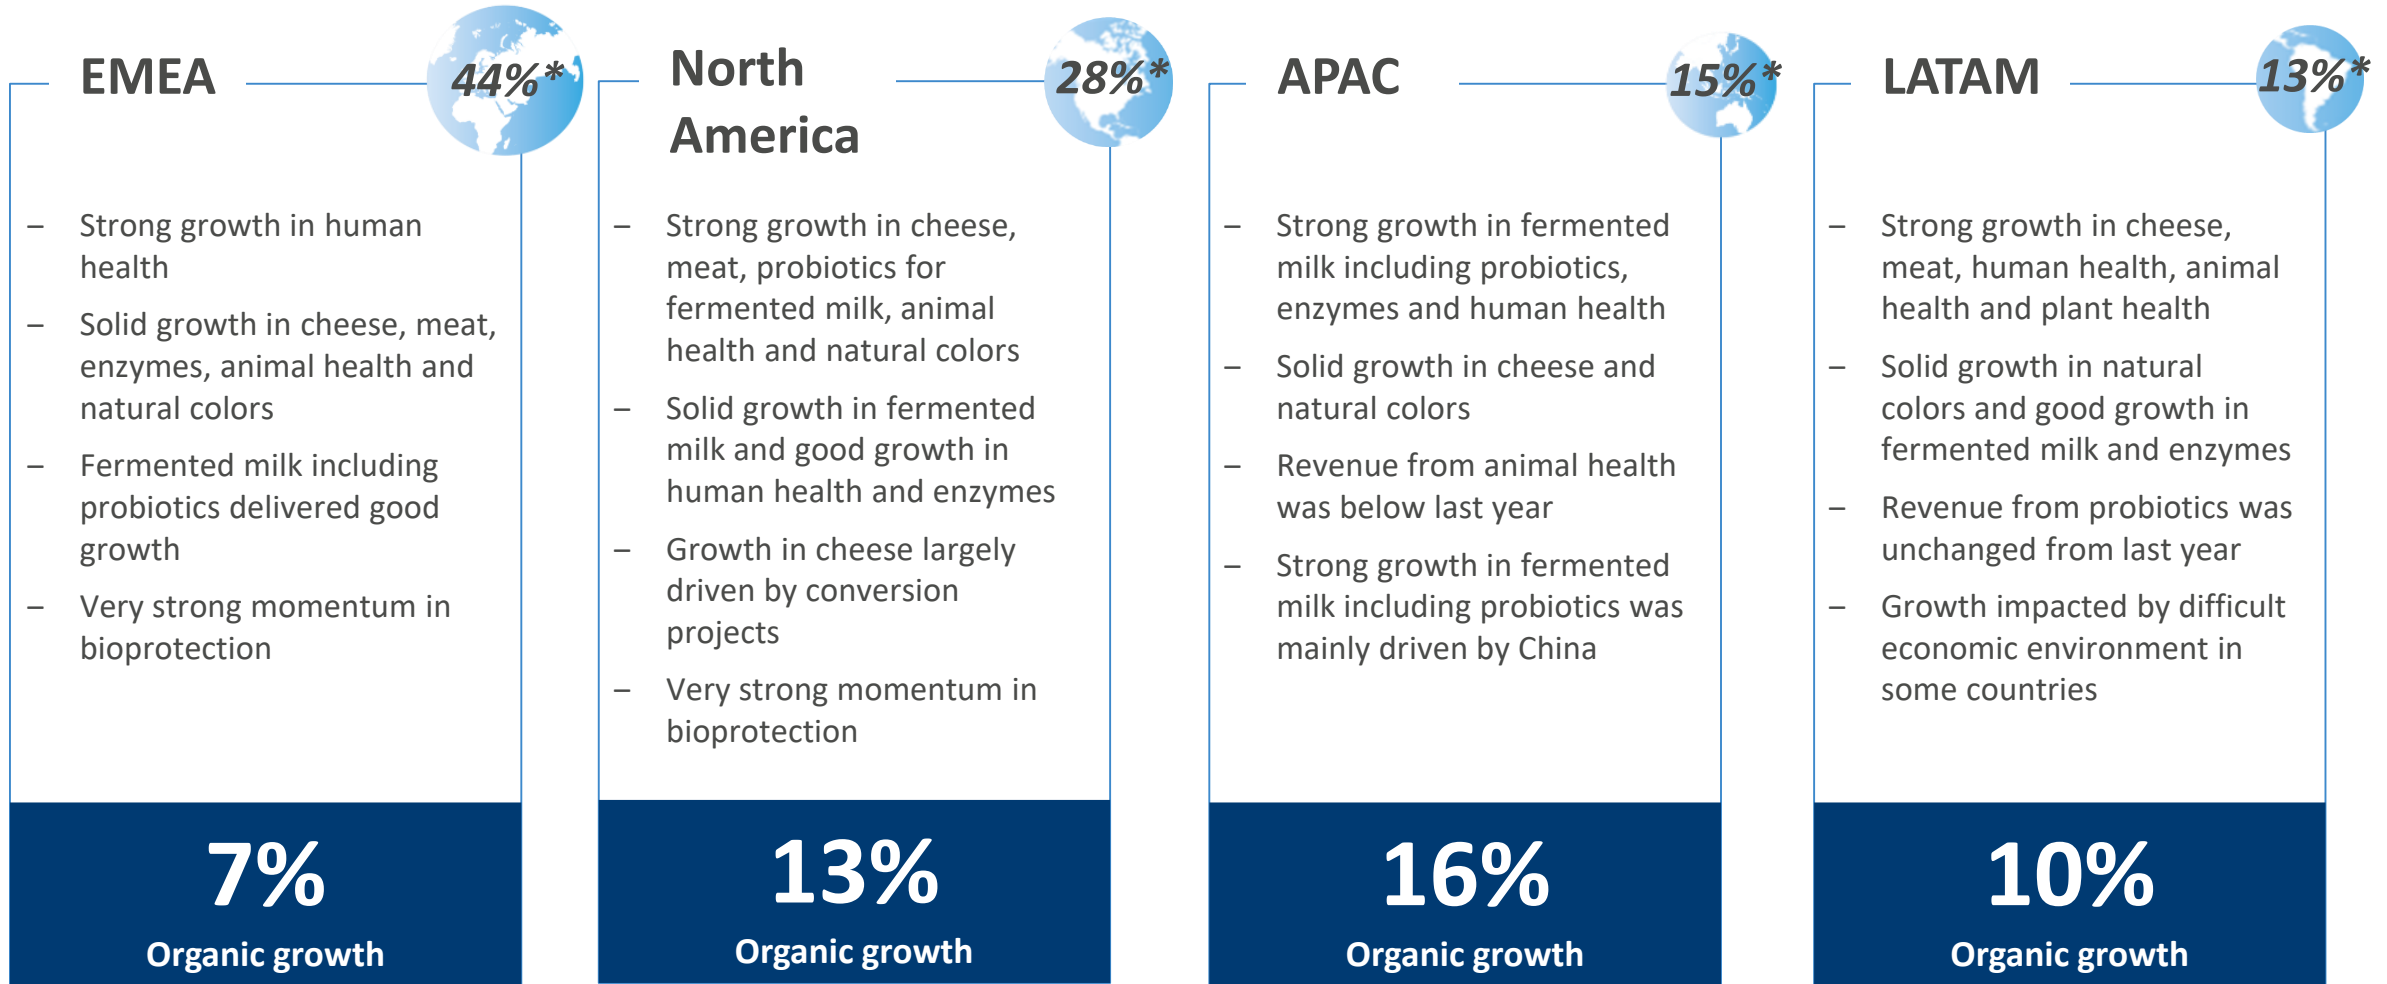 EMEA
44%*
– Strong growth in human
health
– Solid growth in cheese, meat,
enzymes, animal health and
natural colors
– Fermented milk including
probiotics delivered good
growth
– Very strong momentum in
bioprotection
7%
Organic growth
North
America
28%*
– Strong growth in cheese,
meat, probiotics for
fermented milk, animal
health and natural colors
– Solid growth in fermented
milk and good growth in
human health and enzymes
– Growth in cheese largely
driven by conversion
projects
– Very strong momentum in
bioprotection
13%
Organic growth
APAC
15%*
– Strong growth in fermented
milk including probiotics,
enzymes and human health
– Solid growth in cheese and
natural colors
– Revenue from animal health
was below last year
– Strong growth in fermented
milk including probiotics was
mainly driven by China
16%
Organic growth
LATAM
13%*
– Strong growth in cheese,
meat, human health, animal
health and plant health
– Solid growth in natural
colors and good growth in
fermented milk and enzymes
– Revenue from probiotics was
unchanged from last year
– Growth impacted by difficult
economic environment in
some countries
10%
Organic growth